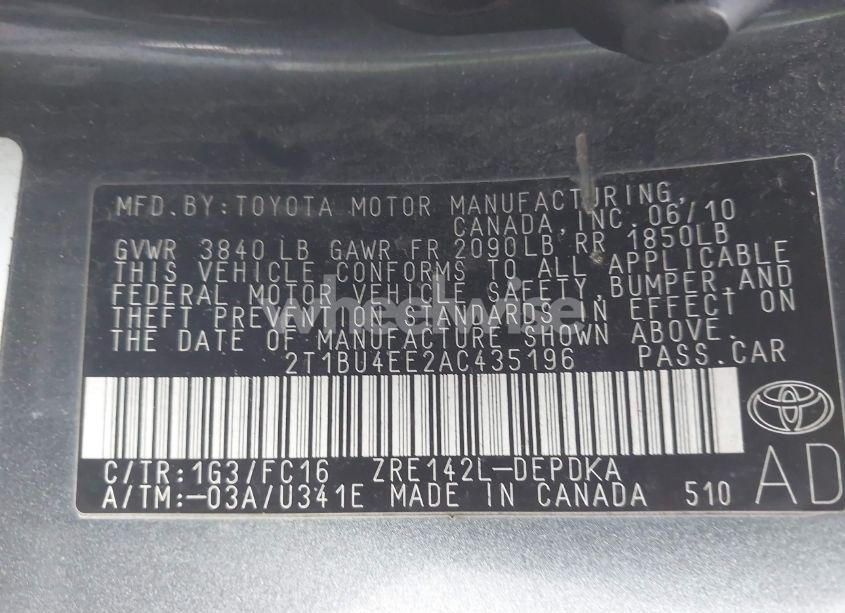 MFD.BY:TOYOTA MOTOR MANUFACTURING,
CANADA,INC. 06/10
GVWR 3840LB GAWR FR 2090LB RR 1850LB
THIS VEHICLE CONFORMS TO ALL APPLICABLE
FEDERAL MOTOR VEHICLE SAFETY,BUMPER,AND
THEFT PREVENTION STANDARDS IN EFFECT ON
THE DATE OF MANUFACTURE SHOWN ABOVE.
2T1BU4EE2AC435196 PASS.CAR
C/TR:1G3/FC16 ZRE142L-DEPDKA
A/TM:-03A/U341E MADE IN CANADA 510
AD
wheelwise